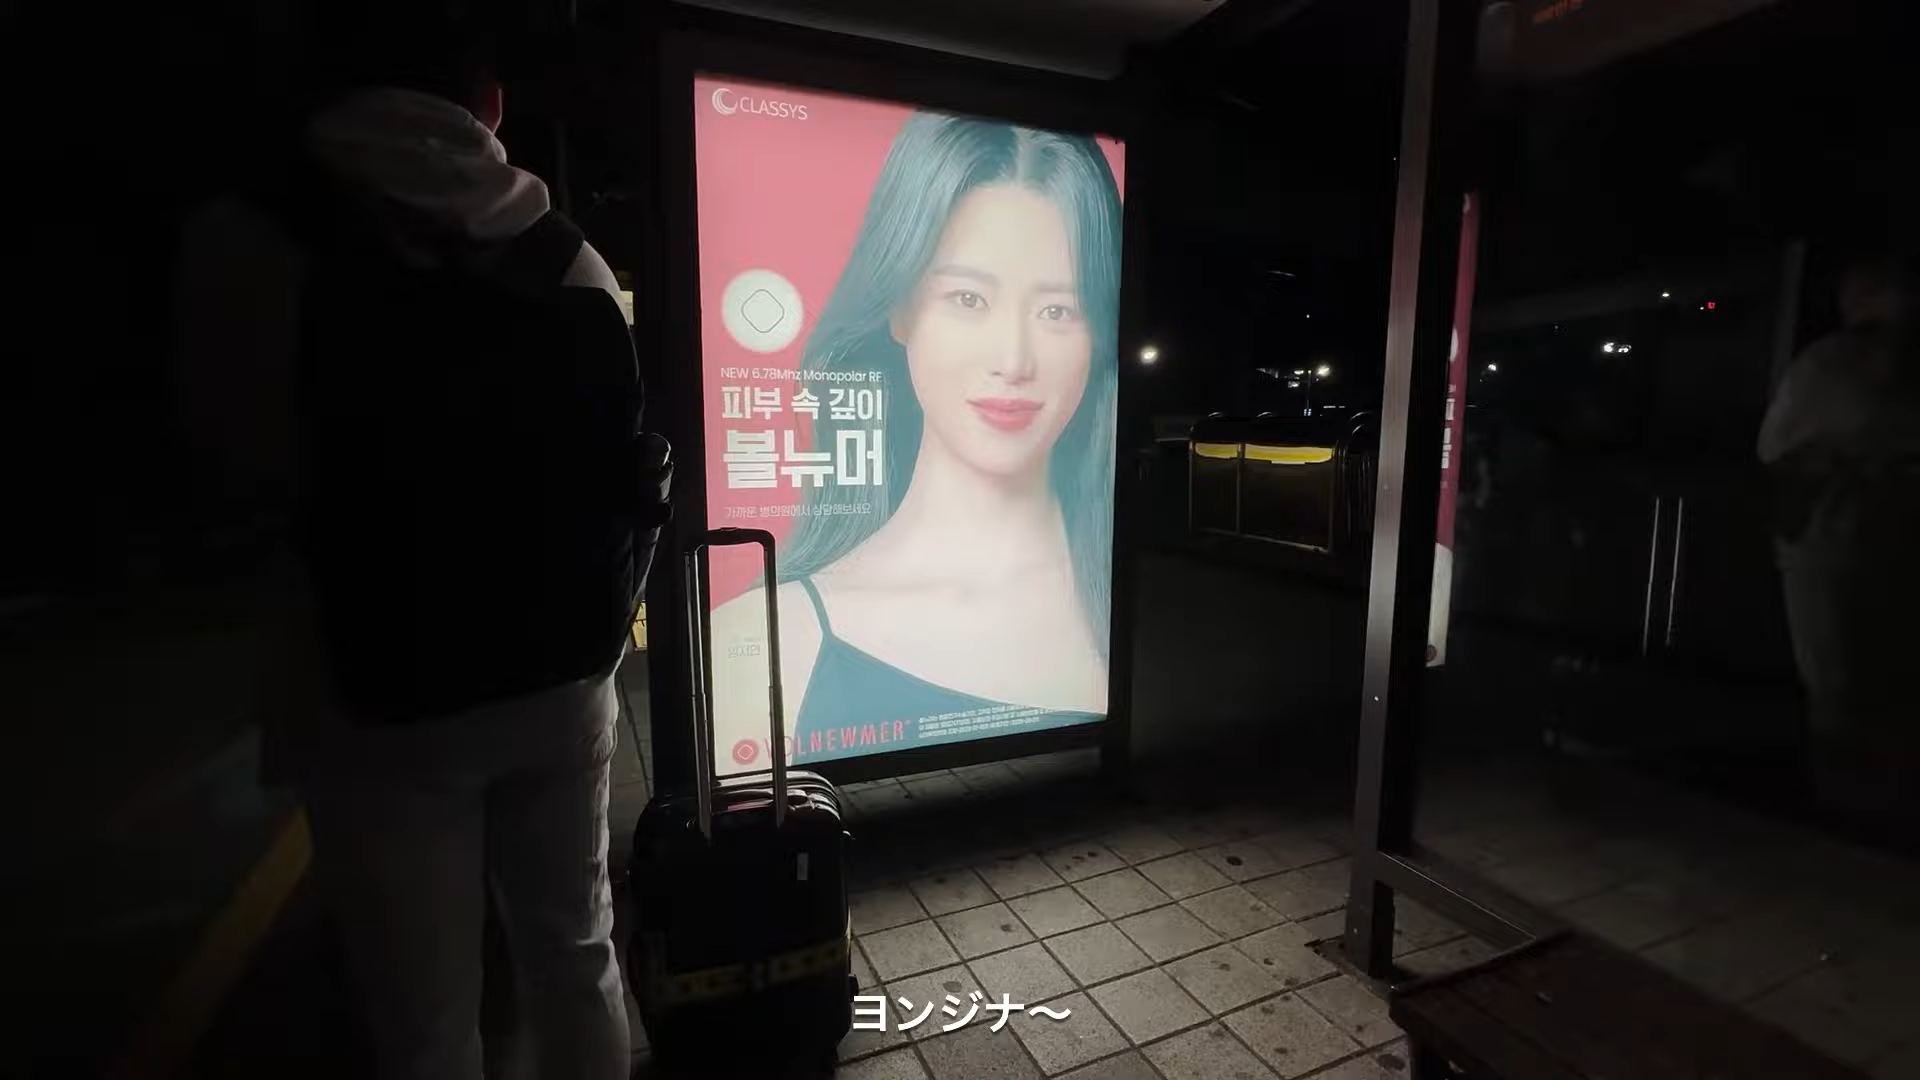 CLASSYS
NEW 6.78Mhz Monopolar RF
피부 속 깊이
볼뉴머
가까운 병의원에서 상담해보세요
VOLNEWMER
ヨンジナ〜